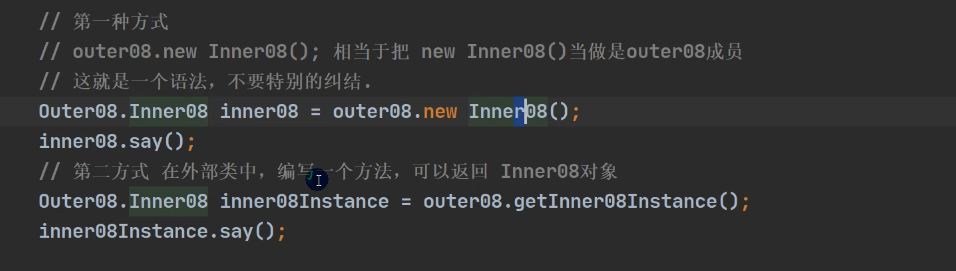 // 第一种方式
// outer08.new Inner08(); 相当于把 new Inner08()当做是outer08成员
// 这就是一个语法，不要特别的纠结.
Outer08.Inner08 inner08 = outer08.new Inner08();
inner08.say();
// 第二方式 在外部类中，编写一个方法，可以返回 Inner08对象
Outer08.Inner08 inner08Instance = outer08.getInner08Instance();
inner08Instance.say();